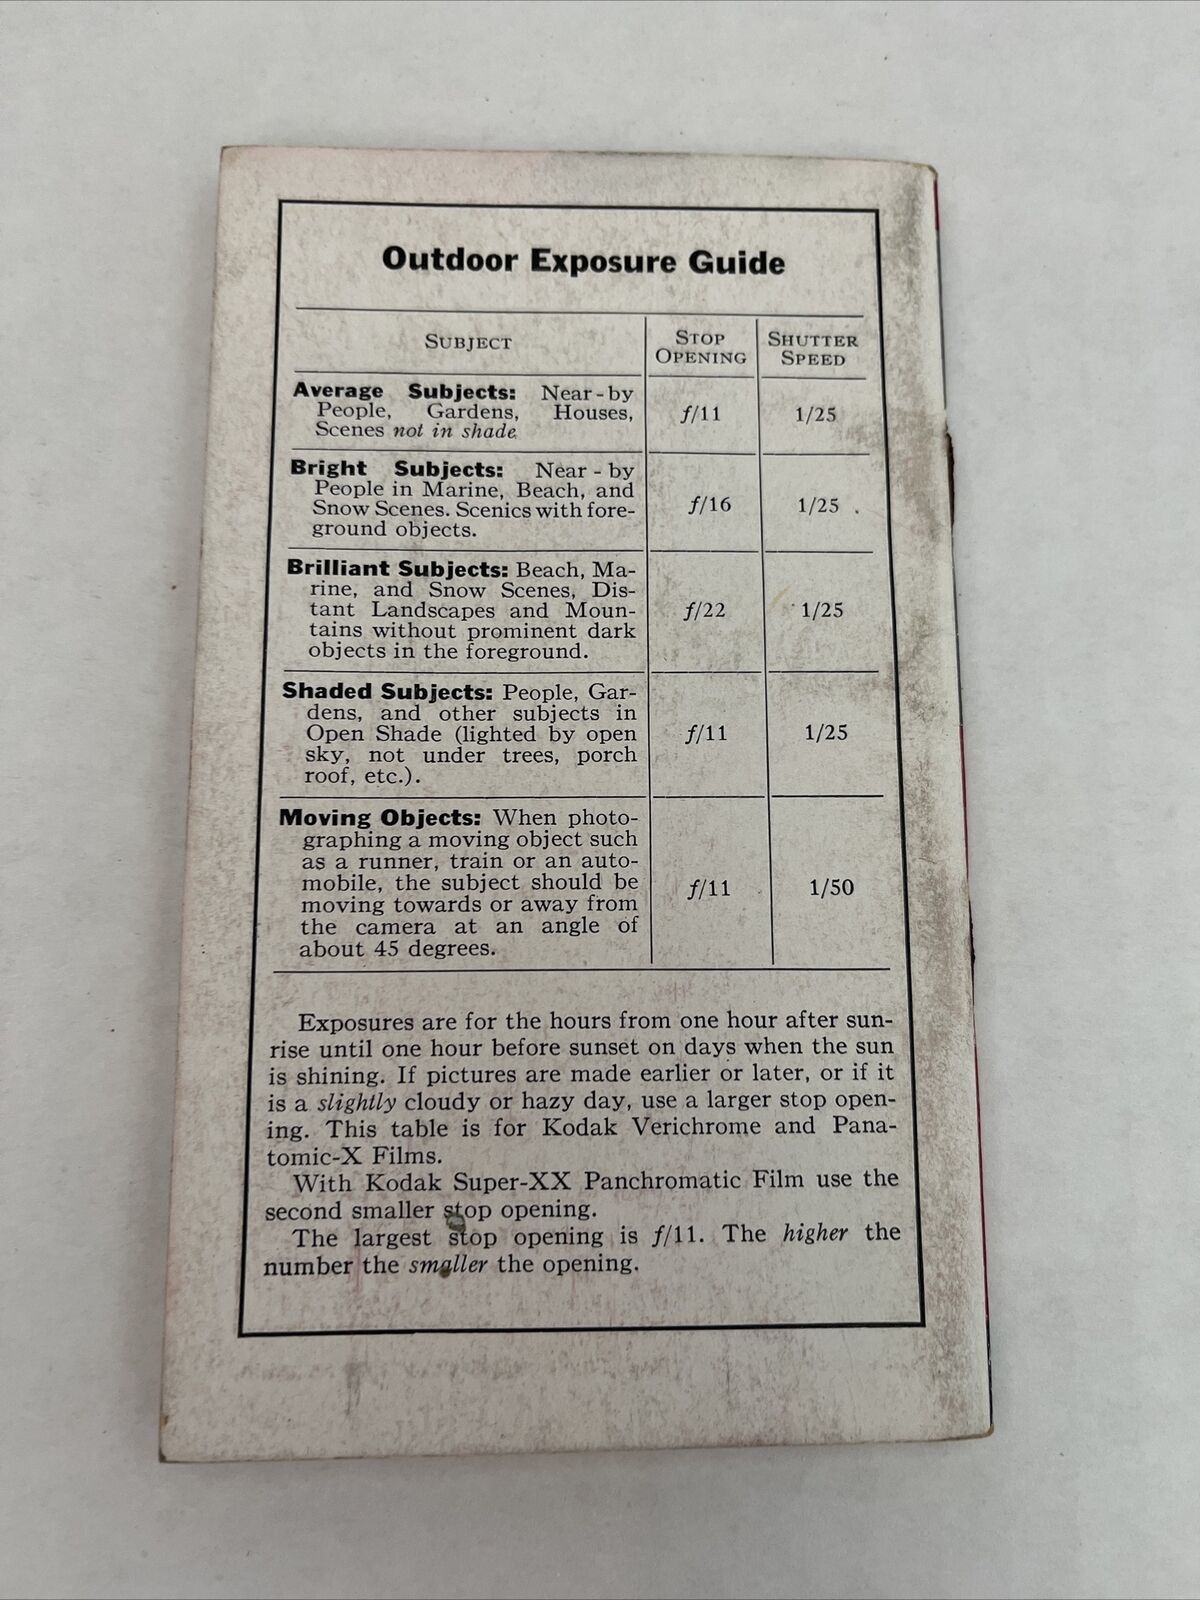 Outdoor Exposure Guide
SUBJECT
STOP
OPENING
SHUTTER
SPEED
Average Subjects: Near-by
People, Gardens, Houses,
Scenes not in shade
f/11
1/25
Bright Subjects: Near-by
People in Marine, Beach, and
Snow Scenes. Scenics with fore-
ground objects.
f/16
1/25
Brilliant Subjects: Beach, Ma-
rine, and Snow Scenes, Dis-
tant Landscapes and Moun-
tains without prominent dark
objects in the foreground.
f/22
1/25
Shaded Subjects: People, Gar-
dens, and other subjects in
Open Shade (lighted by open
sky, not under trees, porch
roof, etc.).
f/11
1/25
Moving Objects: When photo-
graphing a moving object such
as a runner, train or an auto-
mobile, the subject should be
moving towards or away from
the camera at an angle of
about 45 degrees.
f/11
1/50
Exposures are for the hours from one hour after sun-
rise until one hour before sunset on days when the sun
is shining. If pictures are made earlier or later, or if it
is a slightly cloudy or hazy day, use a larger stop open-
ing. This table is for Kodak Verichrome and Pana-
tomic-X Films.
With Kodak Super-XX Panchromatic Film use the
second smaller stop opening.
The largest stop opening is f/11. The higher the
number the smaller the opening.